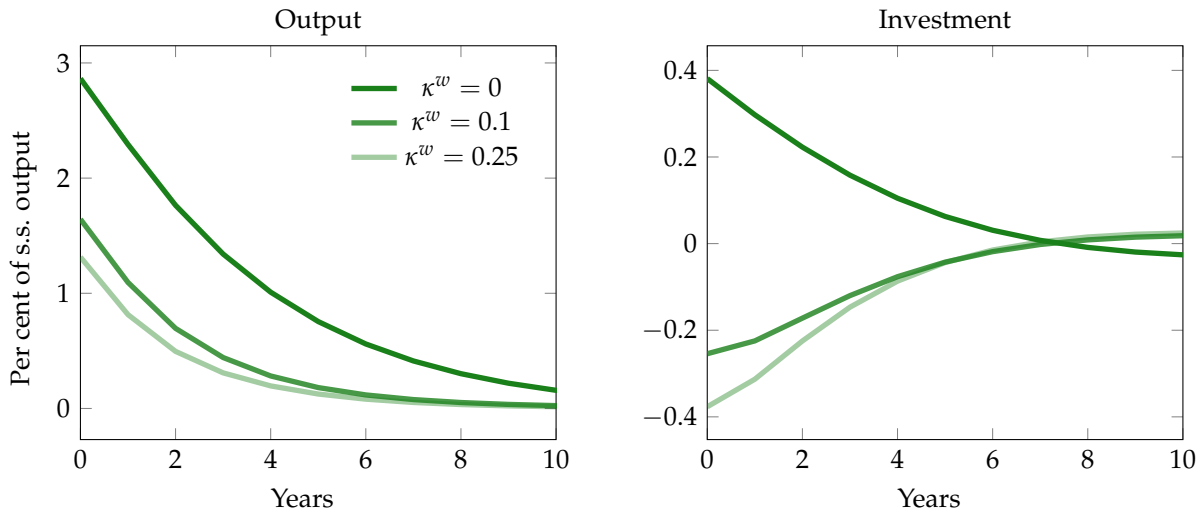 Output
Per cent of s.s. output
3
2
1
0
κ^w = 0
κ^w = 0.1
κ^w = 0.25
0 2 4 6 8 10
Years
Investment
0.4
0.2
0
−0.2
−0.4
0 2 4 6 8 10
Years